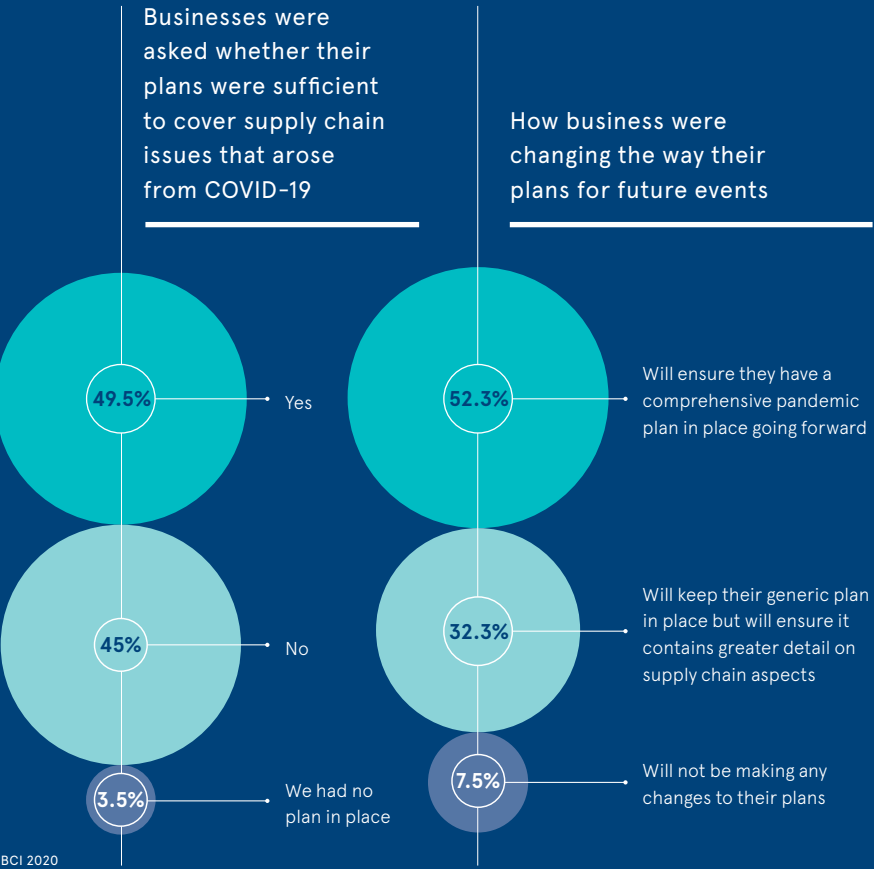 Businesses were
asked whether their
plans were sufficient
to cover supply chain
issues that arose
from COVID-19
49.5%
Yes
45%
No
3.5%
We had no
plan in place
How business were
changing the way their
plans for future events
52.3%
Will ensure they have a
comprehensive pandemic
plan in place going forward
32.3%
Will keep their generic plan
in place but will ensure it
contains greater detail on
supply chain aspects
7.5%
Will not be making any
changes to their plans
BCI 2020